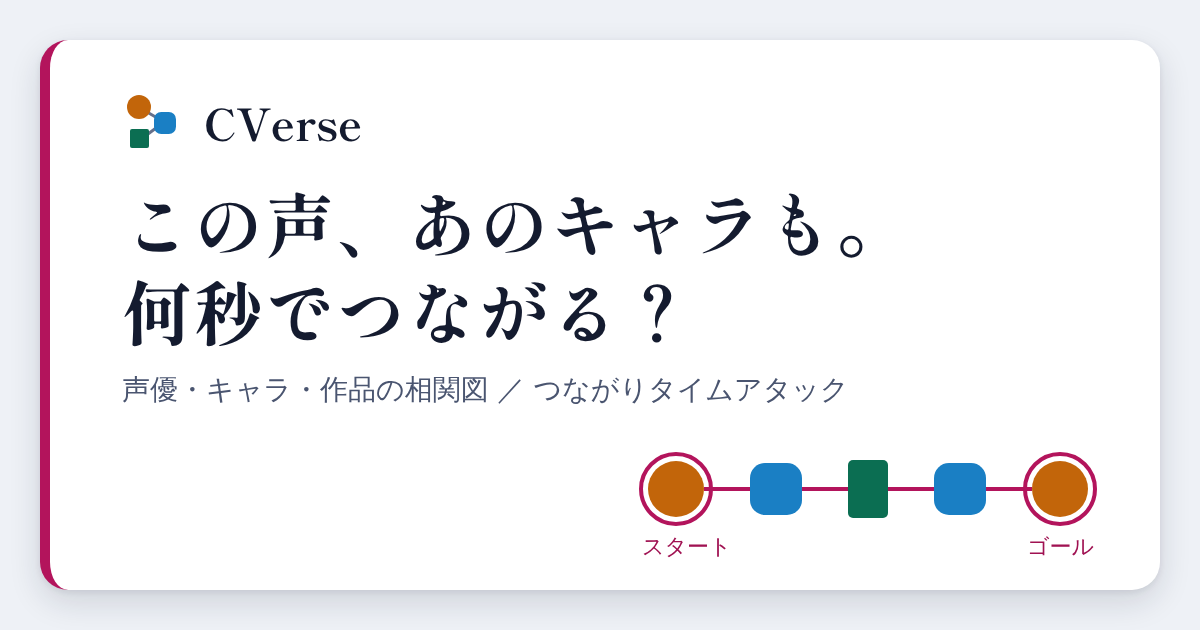 CVerse
この声、あのキャラも。
何秒でつながる？
声優・キャラ・作品の相関図 ／ つながりタイムアタック
スタート
ゴール